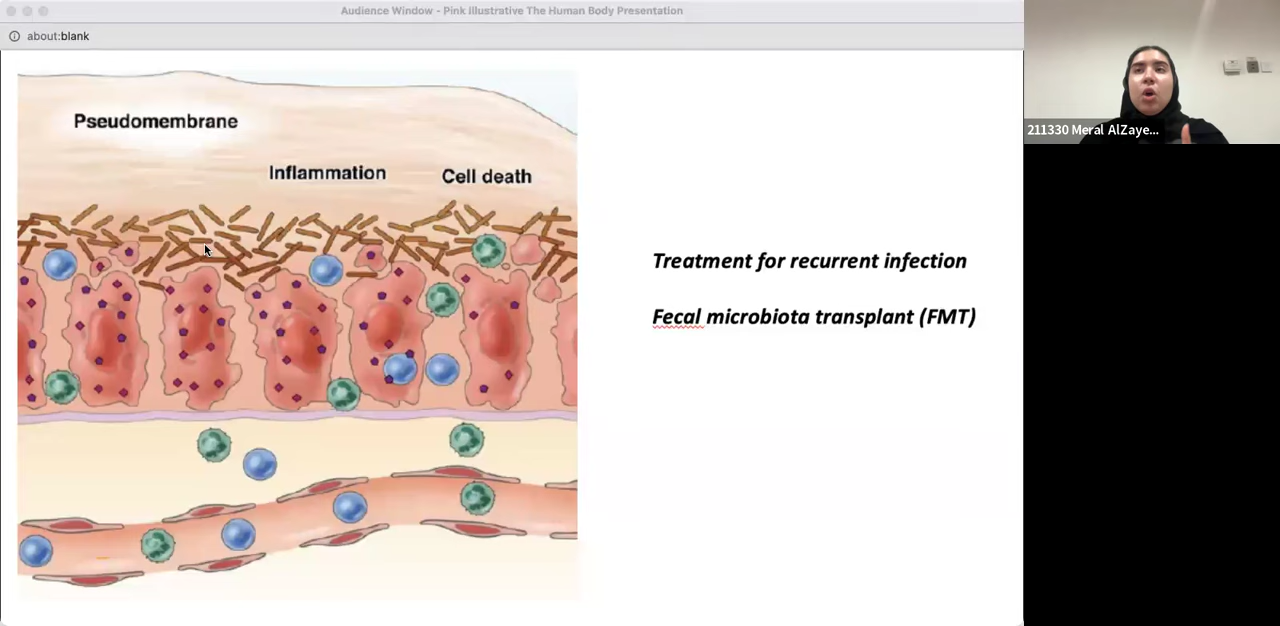 Audience Window - Pink Illustrative The Human Body Presentation
about:blank
Pseudomembrane
Inflammation
Cell death
Treatment for recurrent infection
Fecal microbiota transplant (FMT)
211330 Meral AlZaye...